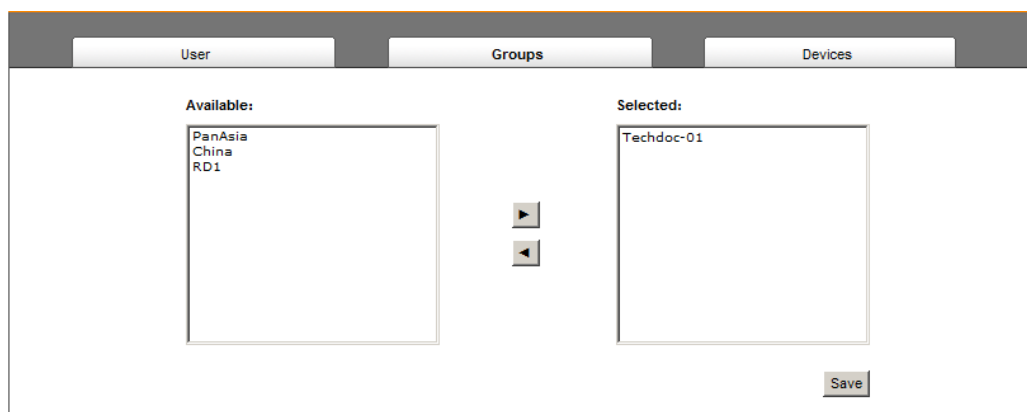 User
Groups
Devices
Available:
Selected:
PanAsia
China
RD1
Techdoc-01
Save